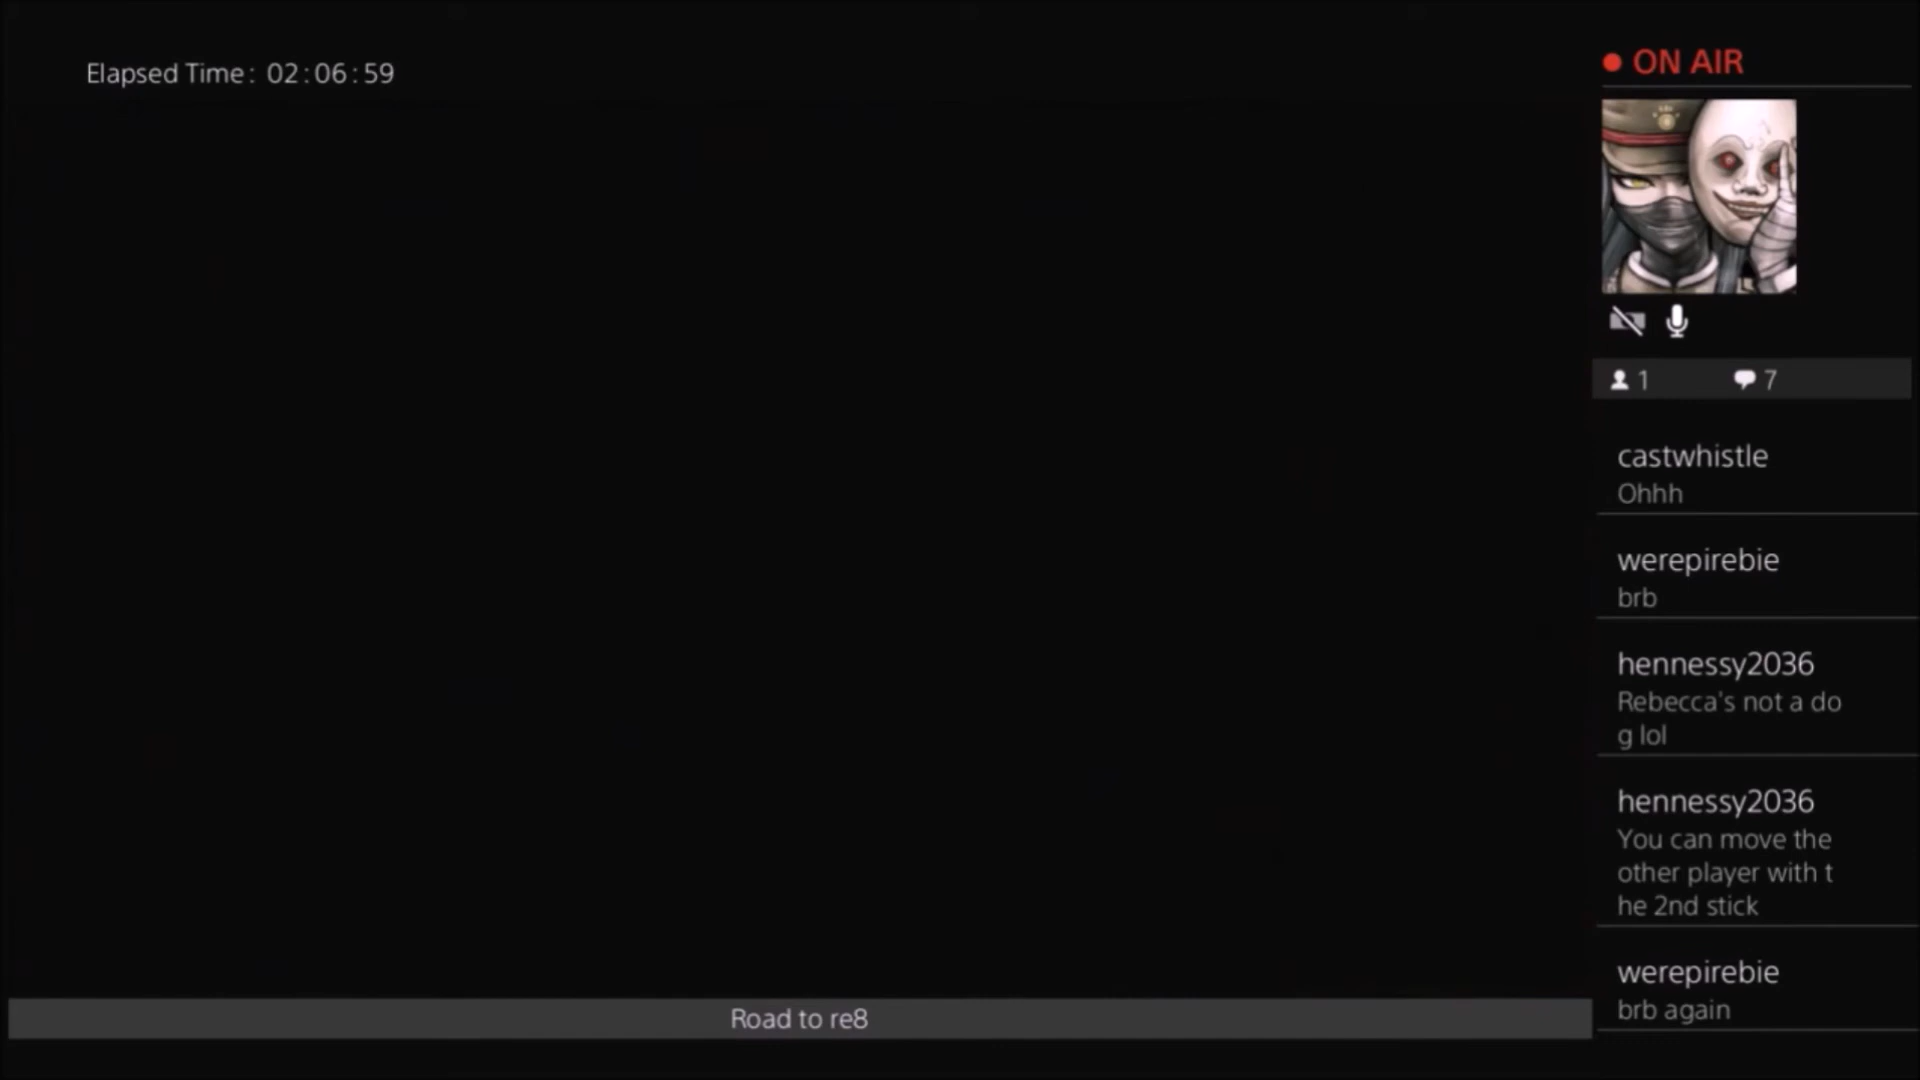 Elapsed Time: 02:06:59
ON AIR
1 7
castwhistle
Ohhh
werepirebie
brb
hennessy2036
Rebecca's not a do
g lol
hennessy2036
You can move the
other player with t
he 2nd stick
werepirebie
brb again
Road to re8